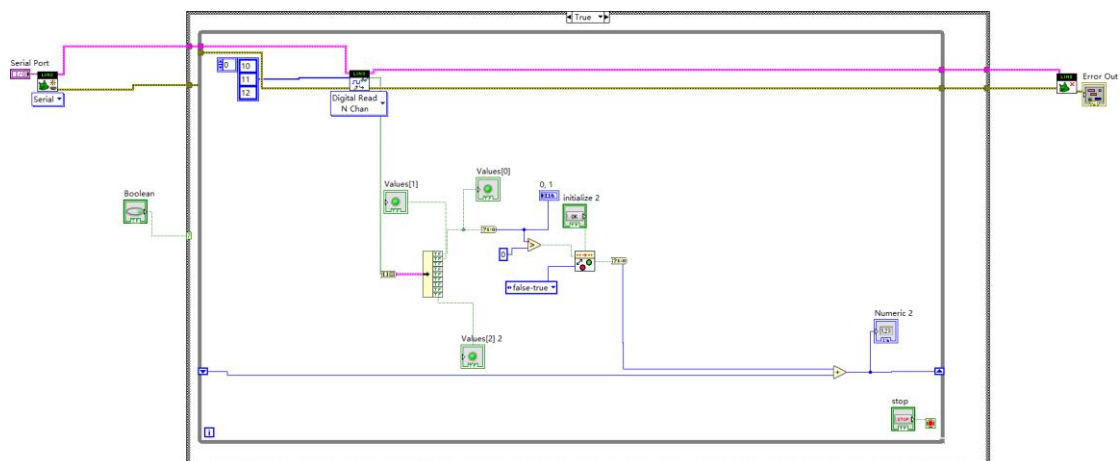 True
Serial Port
LINX
Serial
0
10
11
12
LINX
Digital Read
N Chan
LINX
Error Out
Boolean
Values[1]
Values[0]
0, 1
initialize 2
OK
0
false-true
Values[2] 2
Numeric 2
123
stop
STOP
i